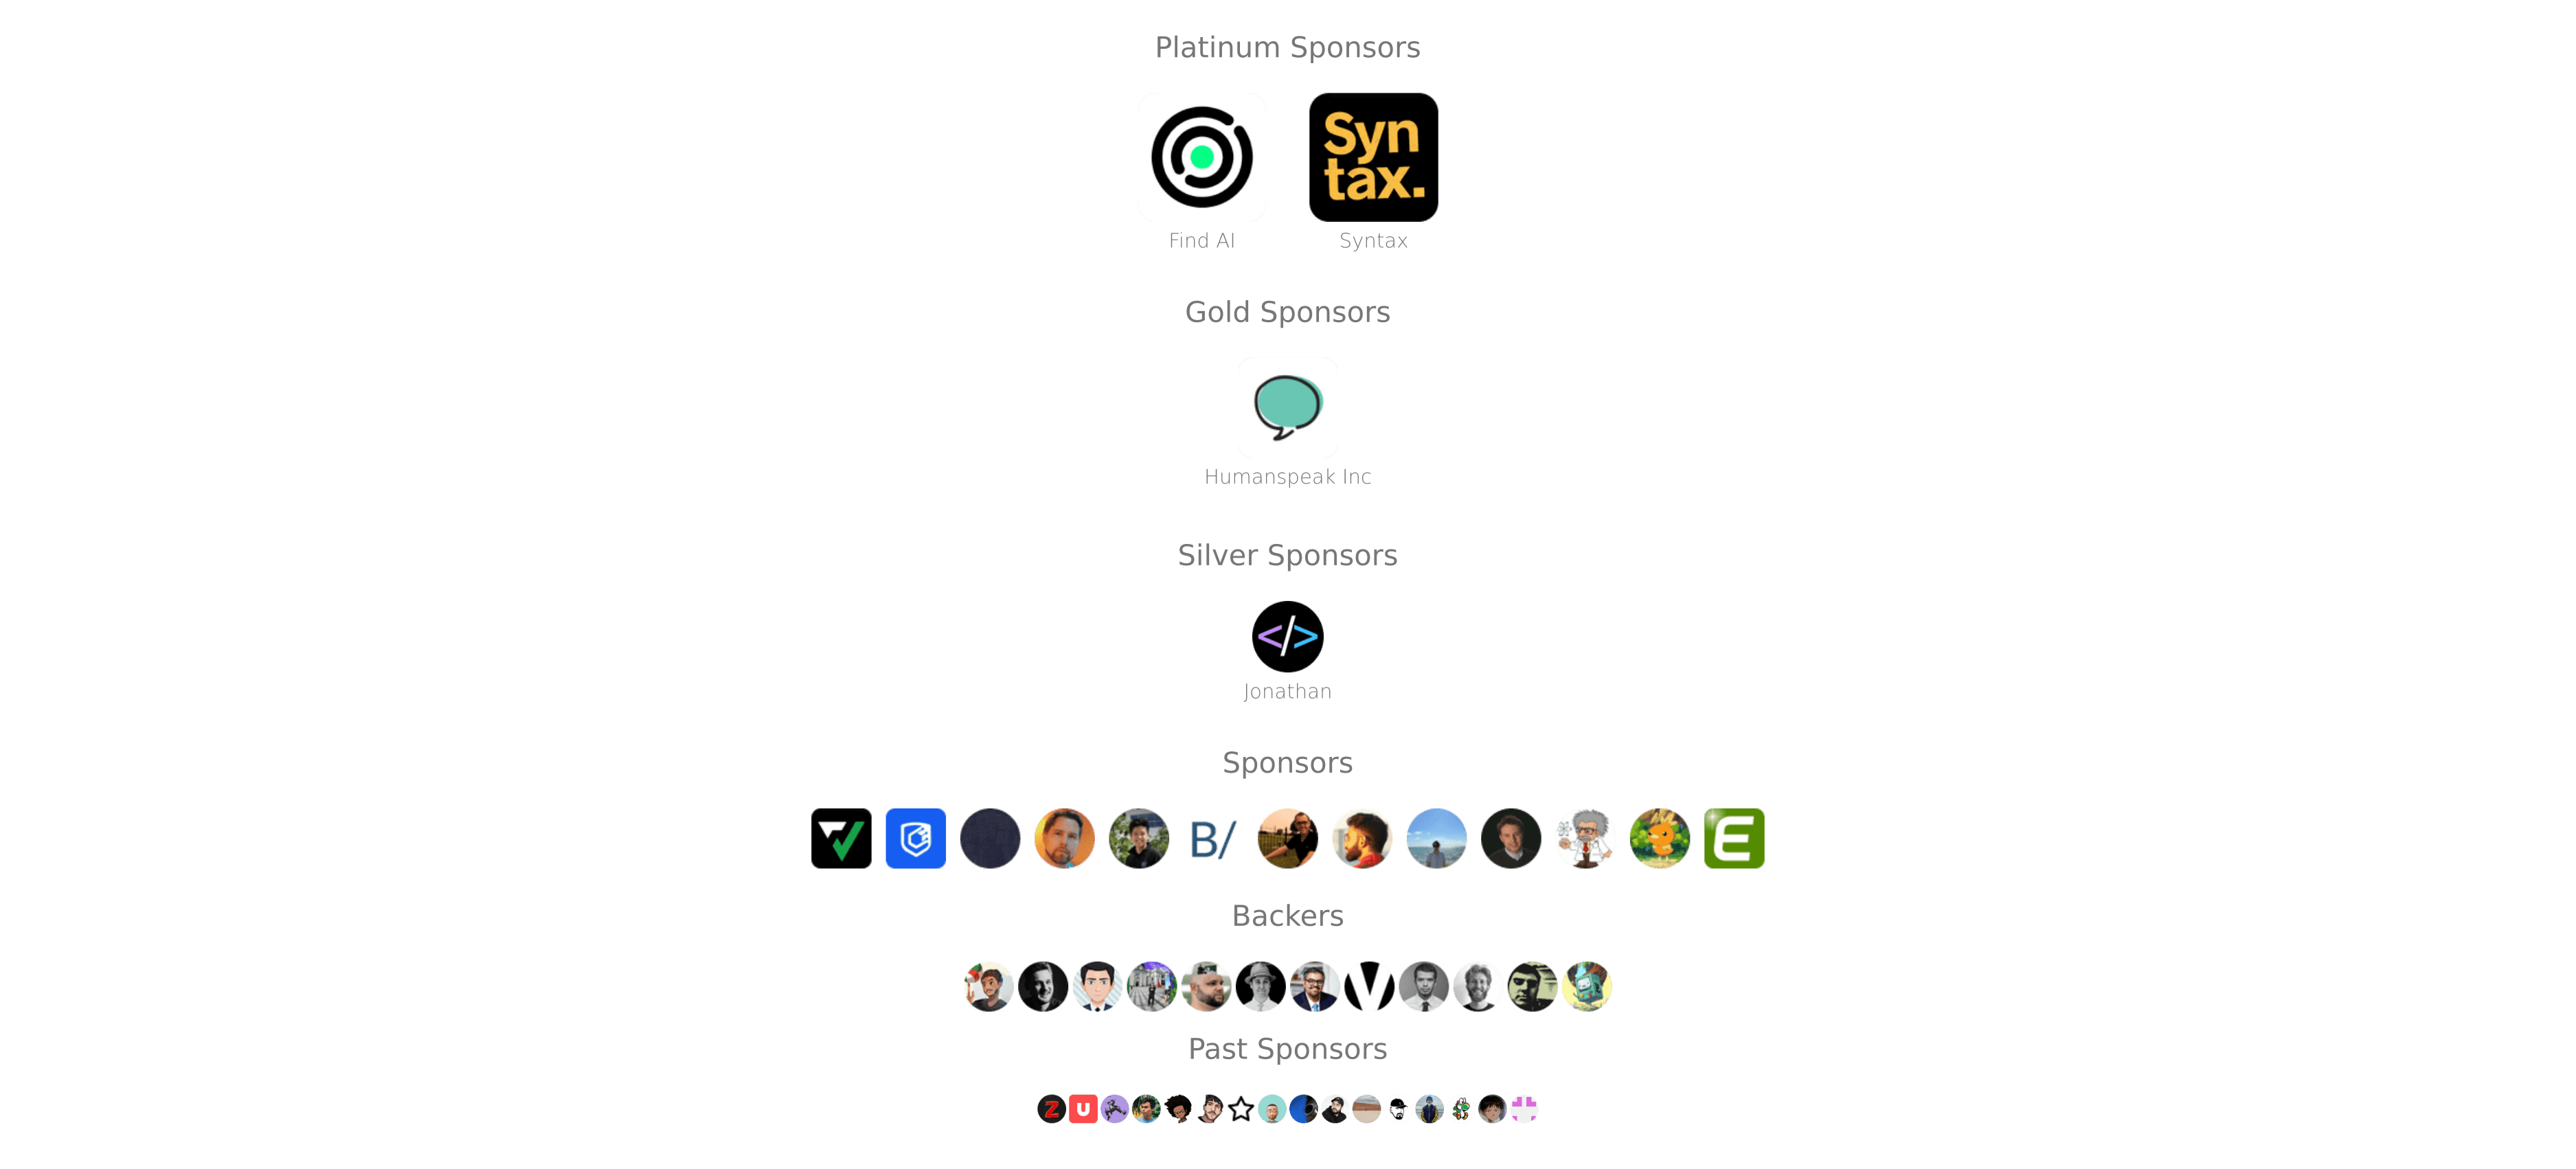 Platinum Sponsors
Syn
tax.
Find AI
Syntax
Gold Sponsors
Humanspeak Inc
Silver Sponsors
</>
Jonathan
Sponsors
B/
E
Backers
V
Past Sponsors
Z
U